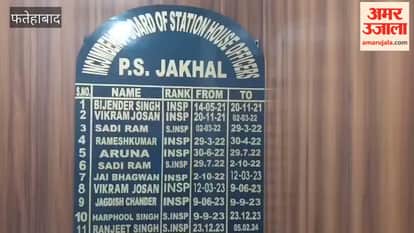 फतेहाबाद
अमर उजाला
amarujala.com
INCUMBENCY BOARD OF STATION HOUSE OFFICERS
P.S. JAKHAL
S.NO. NAME RANK FROM TO
1 BIJENDER SINGH INSP 14-05-21 20-11-21
2 VIKRAM JOSAN INSP 20-11-21 02-03-22
3 SADI RAM S.INSP 02-03-22 29-3-22
4 RAMESHKUMAR INSP 29-3-22 30-4-22
5 ARUNA INSP 30-6-22 29.7.22
6 SADI RAM S.INSP 29.7-22 2-10-22
7 JAI BHAGWAN INSP 2-10-22 12-03-23
8 VIKRAM JOSAN INSP 12-03-23 9-06-23
9 JAGDISH CHANDER INSP 9-06-23 9-9-23
10 HARPHOOL SINGH S.INSP 9-9-23 23.12.23
11 RANJEET SINGH S.INSP 23.12.23 05.02.24